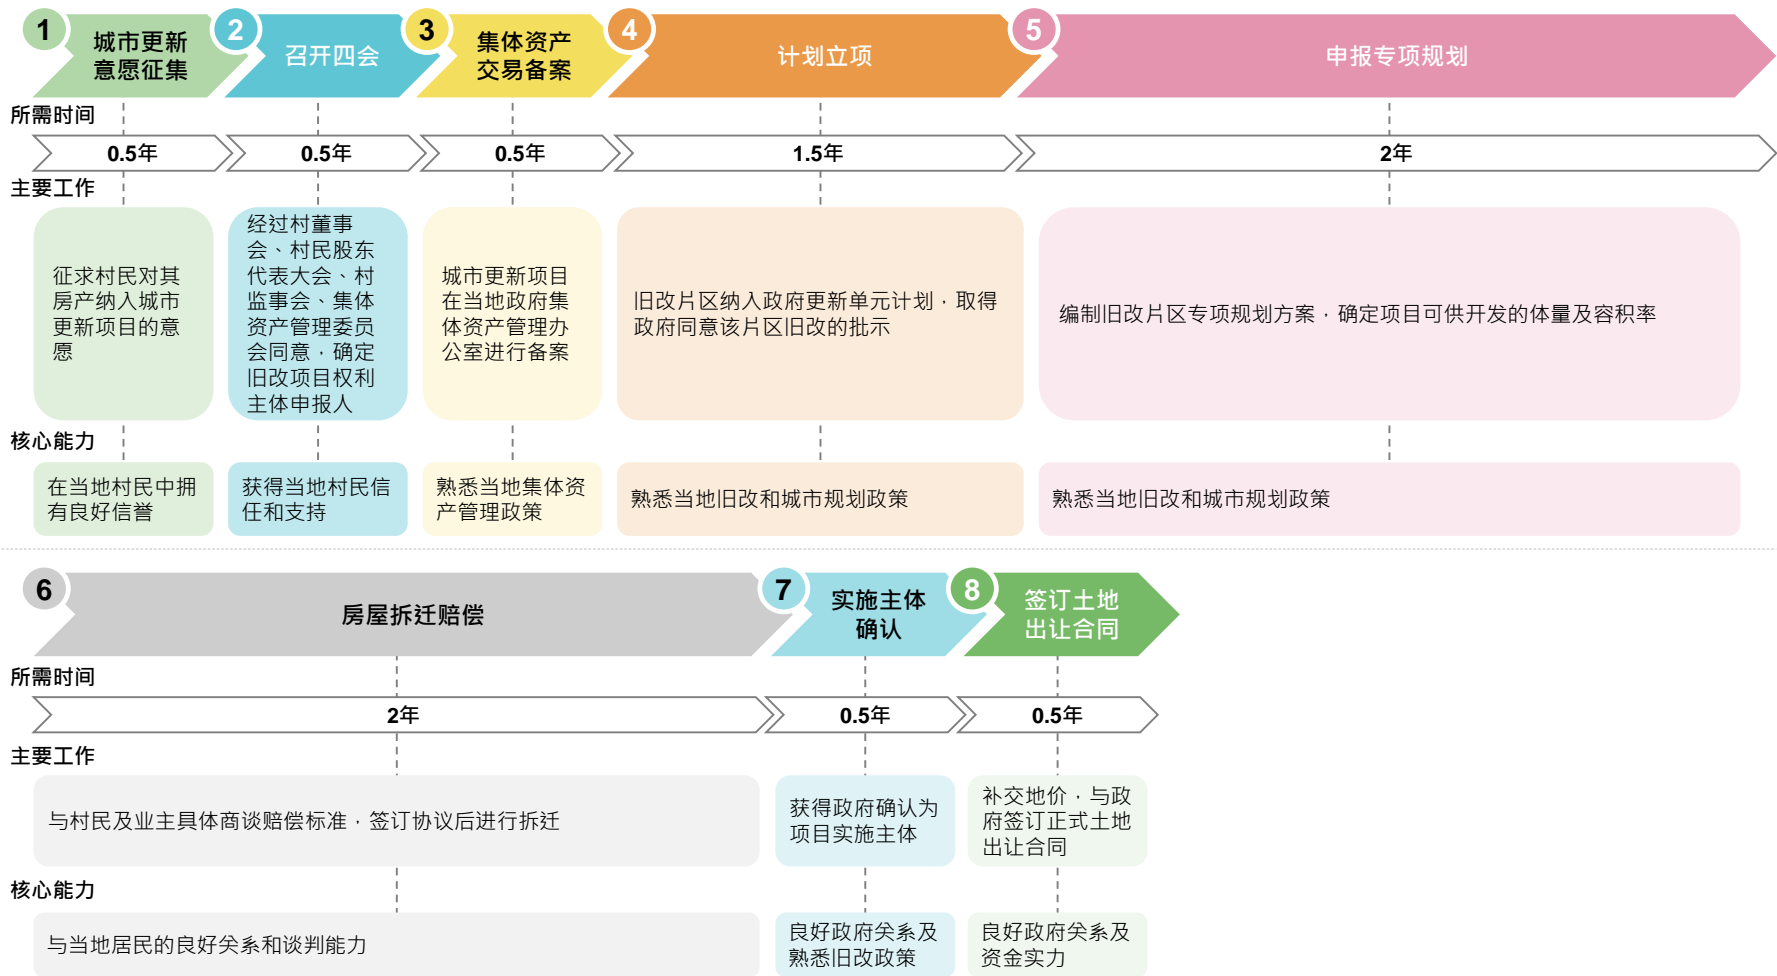 1
城市更新
意愿征集
2
召开四会
3
集体资产
交易备案
4
计划立项
5
申报专项规划
所需时间
0.5年
0.5年
0.5年
1.5年
2年
主要工作
征求村民对其
房产纳入城市
更新项目的意
愿
经过村董事
会、村民股东
代表大会、村
监事会、集体
资产管理委员
会同意，确定
旧改项目权利
主体申报人
城市更新项目
在当地政府集
体资产管理办
公室进行备案
旧改片区纳入政府更新单元计划，取得
政府同意该片区旧改的批示
编制旧改片区专项规划方案，确定项目可供开发的体量及容积率
核心能力
在当地村民中拥
有良好信誉
获得当地村民信
任和支持
熟悉当地集体资
产管理政策
熟悉当地旧改和城市规划政策
熟悉当地旧改和城市规划政策
6
房屋拆迁赔偿
7
实施主体
确认
8
签订土地
出让合同
所需时间
2年
0.5年
0.5年
主要工作
与村民及业主具体商谈赔偿标准，签订协议后进行拆迁
获得政府确认为
项目实施主体
补交地价，与政
府签订正式土地
出让合同
核心能力
与当地居民的良好关系和谈判能力
良好政府关系及
熟悉旧改政策
良好政府关系及
资金实力